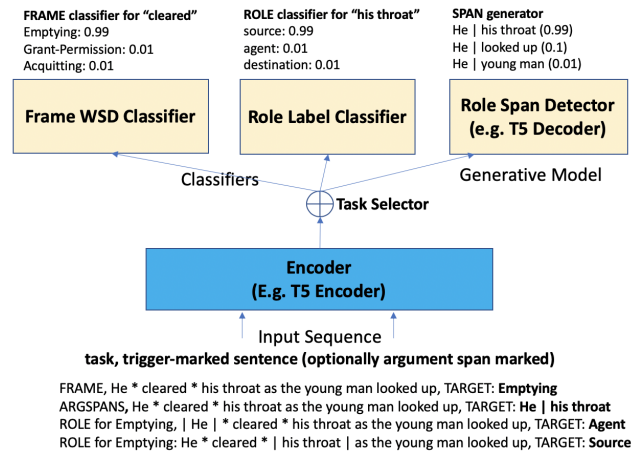 FRAME classifier for “cleared”
Emptying: 0.99
Grant-Permission: 0.01
Acquitting: 0.01
ROLE classifier for "his throat"
source: 0.99
agent: 0.01
destination: 0.01
SPAN generator
He | his throat (0.99)
He | looked up (0.1)
He | young man (0.01)
Frame WSD Classifier
Role Label Classifier
Role Span Detector
(e.g. T5 Decoder)
Classifiers
Generative Model
Task Selector
Encoder
(E.g. T5 Encoder)
Input Sequence
task, trigger-marked sentence (optionally argument span marked)
FRAME, He * cleared * his throat as the young man looked up, TARGET: Emptying
ARGSPANS, He * cleared * his throat as the young man looked up, TARGET: He | his throat
ROLE for Emptying, | He | * cleared * his throat as the young man looked up, TARGET: Agent
ROLE for Emptying: He * cleared * | his throat | as the young man looked up, TARGET: Source